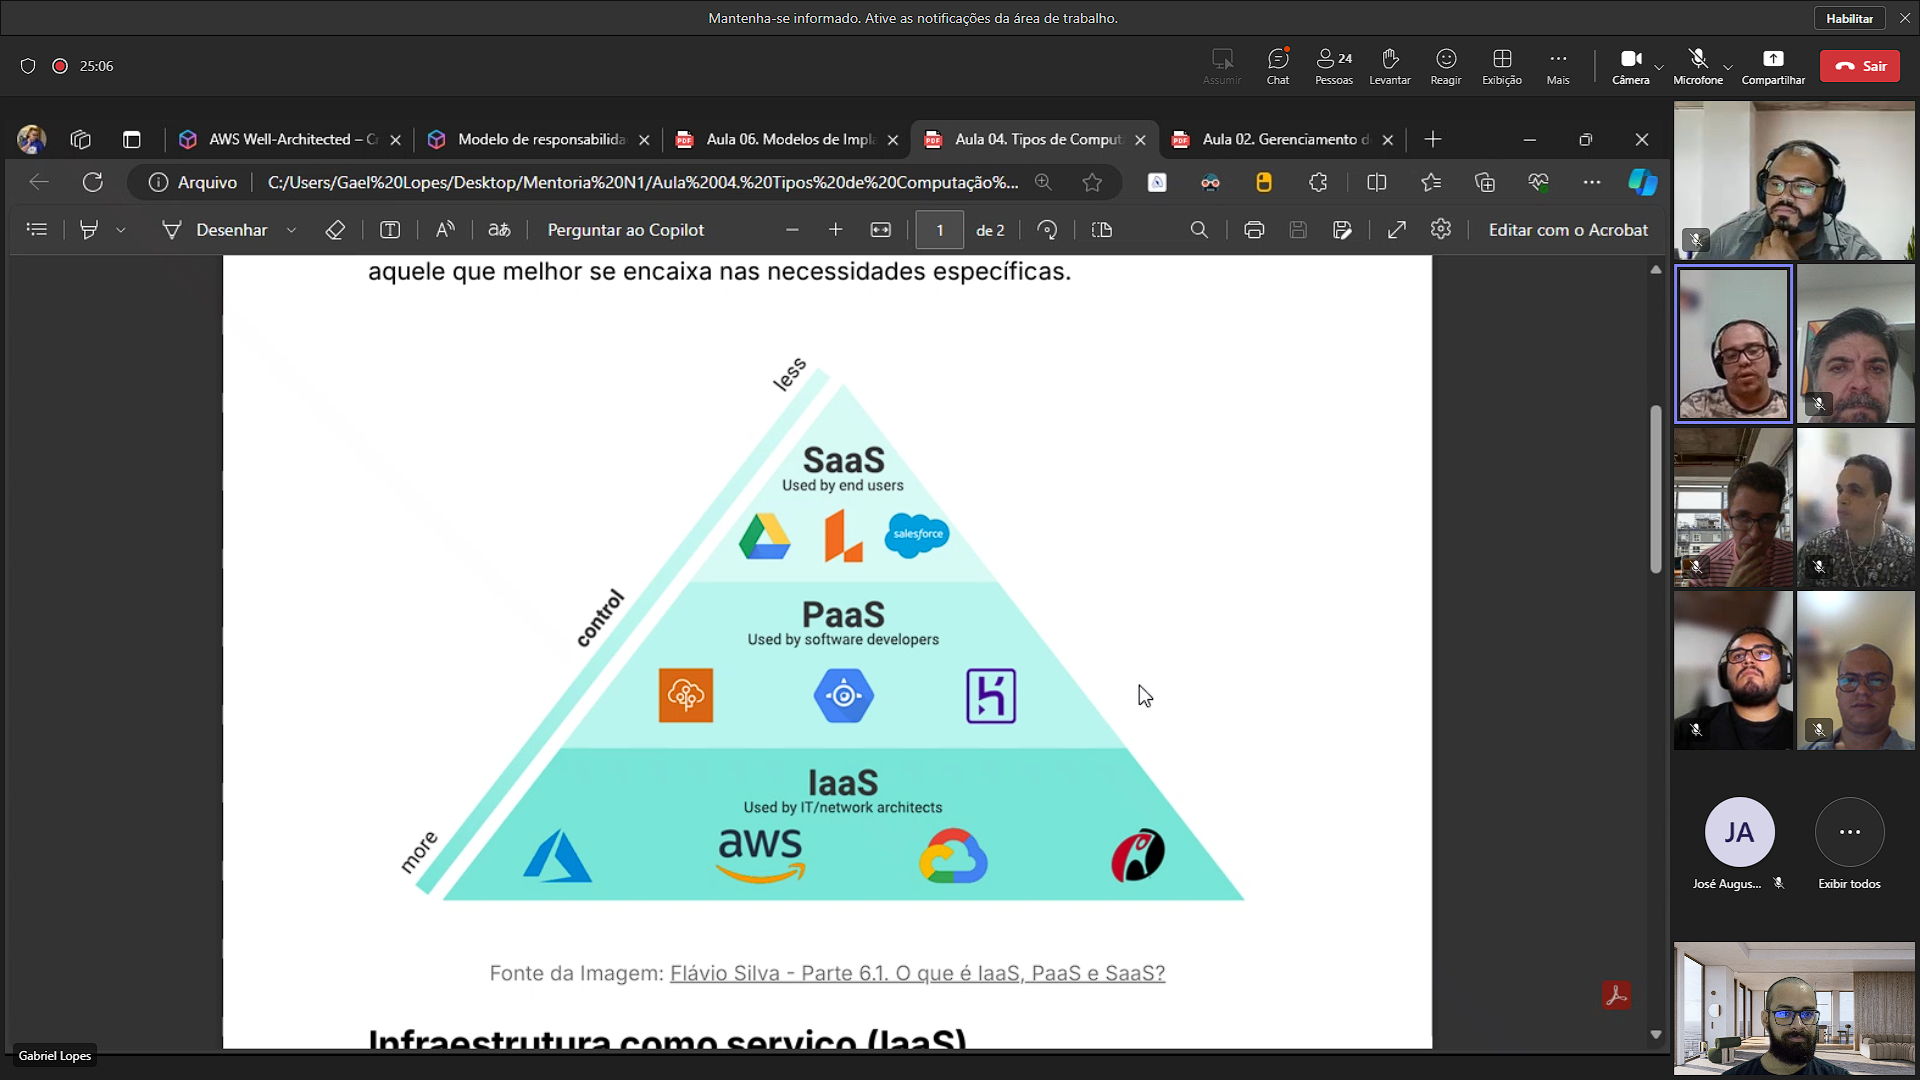 Mantenha-se informado. Ative as notificações da área de trabalho.
Habilitar
25:06
Assumir
Chat
24
Pessoas
Levantar
Reagir
Exibição
Mais
Câmera
Microfone
Compartilhar
Sair
AWS Well-Architected – C
Modelo de responsabilida
Aula 06. Modelos de Impla
Aula 04. Tipos de Comput
Aula 02. Gerenciamento d
Arquivo
C:/Users/Gael%20Lopes/Desktop/Mentoria%20N1/Aula%2004.%20Tipos%20de%20Computação%...
Desenhar
aあ
Perguntar ao Copilot
1
de 2
Editar com o Acrobat
aquele que melhor se encaixa nas necessidades específicas.
less
control
more
SaaS
Used by end users
salesforce
PaaS
Used by software developers
IaaS
Used by IT/network architects
aws
Fonte da Imagem: Flávio Silva - Parte 6.1. O que é IaaS, PaaS e SaaS?
Infraestrutura como serviço (IaaS)
Gabriel Lopes
JA
José Augus...
Exibir todos